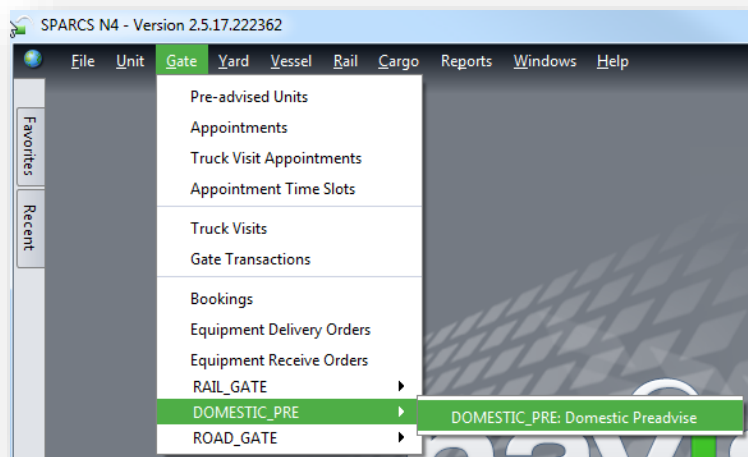 SPARCS N4 - Version 2.5.17.222362
File Unit Gate Yard Vessel Rail Cargo Reports Windows Help
Favorites
Recent
Pre-advised Units
Appointments
Truck Visit Appointments
Appointment Time Slots
Truck Visits
Gate Transactions
Bookings
Equipment Delivery Orders
Equipment Receive Orders
RAIL_GATE
DOMESTIC_PRE
DOMESTIC_PRE: Domestic Preadvise
ROAD_GATE